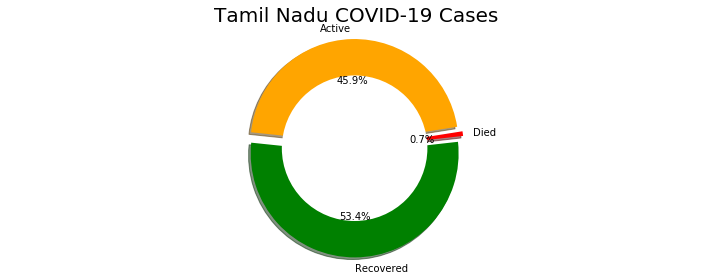 Tamil Nadu COVID-19 Cases
Active
45.9%
Died
0.7%
53.4%
Recovered